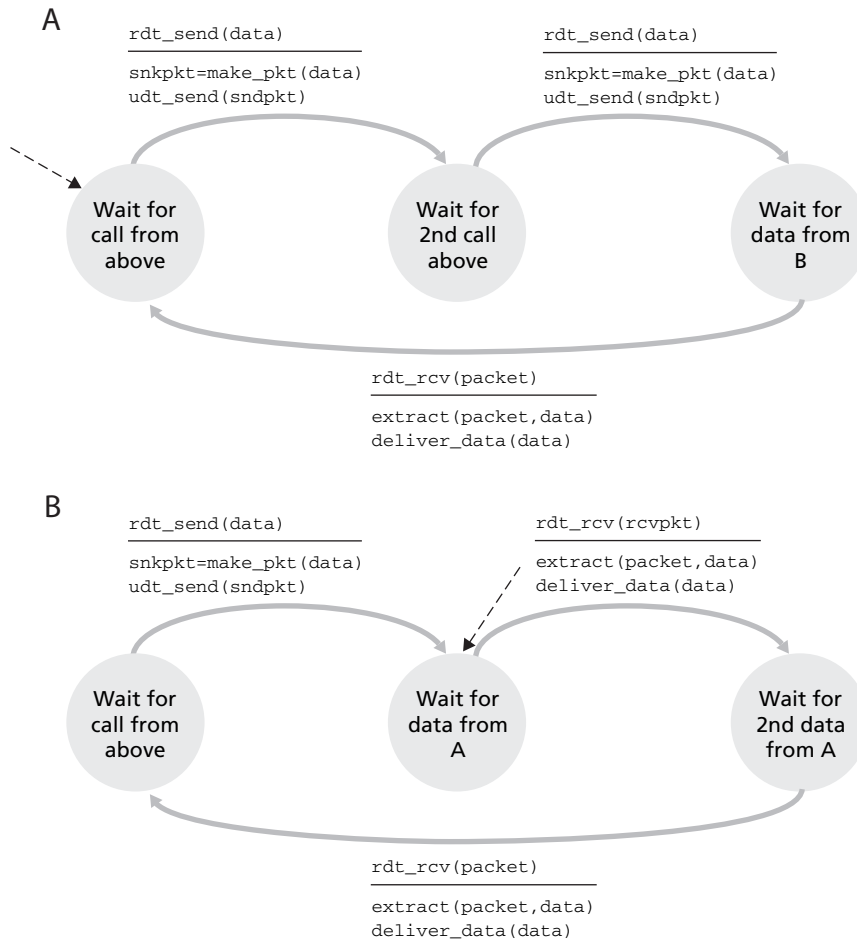 A
rdt_send(data)
snkpkt=make_pkt(data)
udt_send(sndpkt)
rdt_send(data)
snkpkt=make_pkt(data)
udt_send(sndpkt)
Wait for
call from
above
Wait for
2nd call
above
Wait for
data from
B
rdt_rcv(packet)
extract(packet,data)
deliver_data(data)
B
rdt_send(data)
snkpkt=make_pkt(data)
udt_send(sndpkt)
rdt_rcv(rcvpkt)
extract(packet,data)
deliver_data(data)
Wait for
call from
above
Wait for
data from
A
Wait for
2nd data
from A
rdt_rcv(packet)
extract(packet,data)
deliver_data(data)